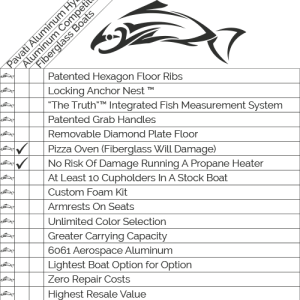 Pavati Aluminum Hy
Aluminum Competit
Fiberglass Boats
Patented Hexagon Floor Ribs
Locking Anchor Nest ™
"The Truth"™ Integrated Fish Measurement System
Patented Grab Handles
Removable Diamond Plate Floor
Pizza Oven (Fiberglass Will Damage)
No Risk Of Damage Running A Propane Heater
At Least 10 Cupholders In A Stock Boat
Custom Foam Kit
Armrests On Seats
Unlimited Color Selection
Greater Carrying Capacity
6061 Aerospace Aluminum
Lightest Boat Option for Option
Zero Repair Costs
Highest Resale Value